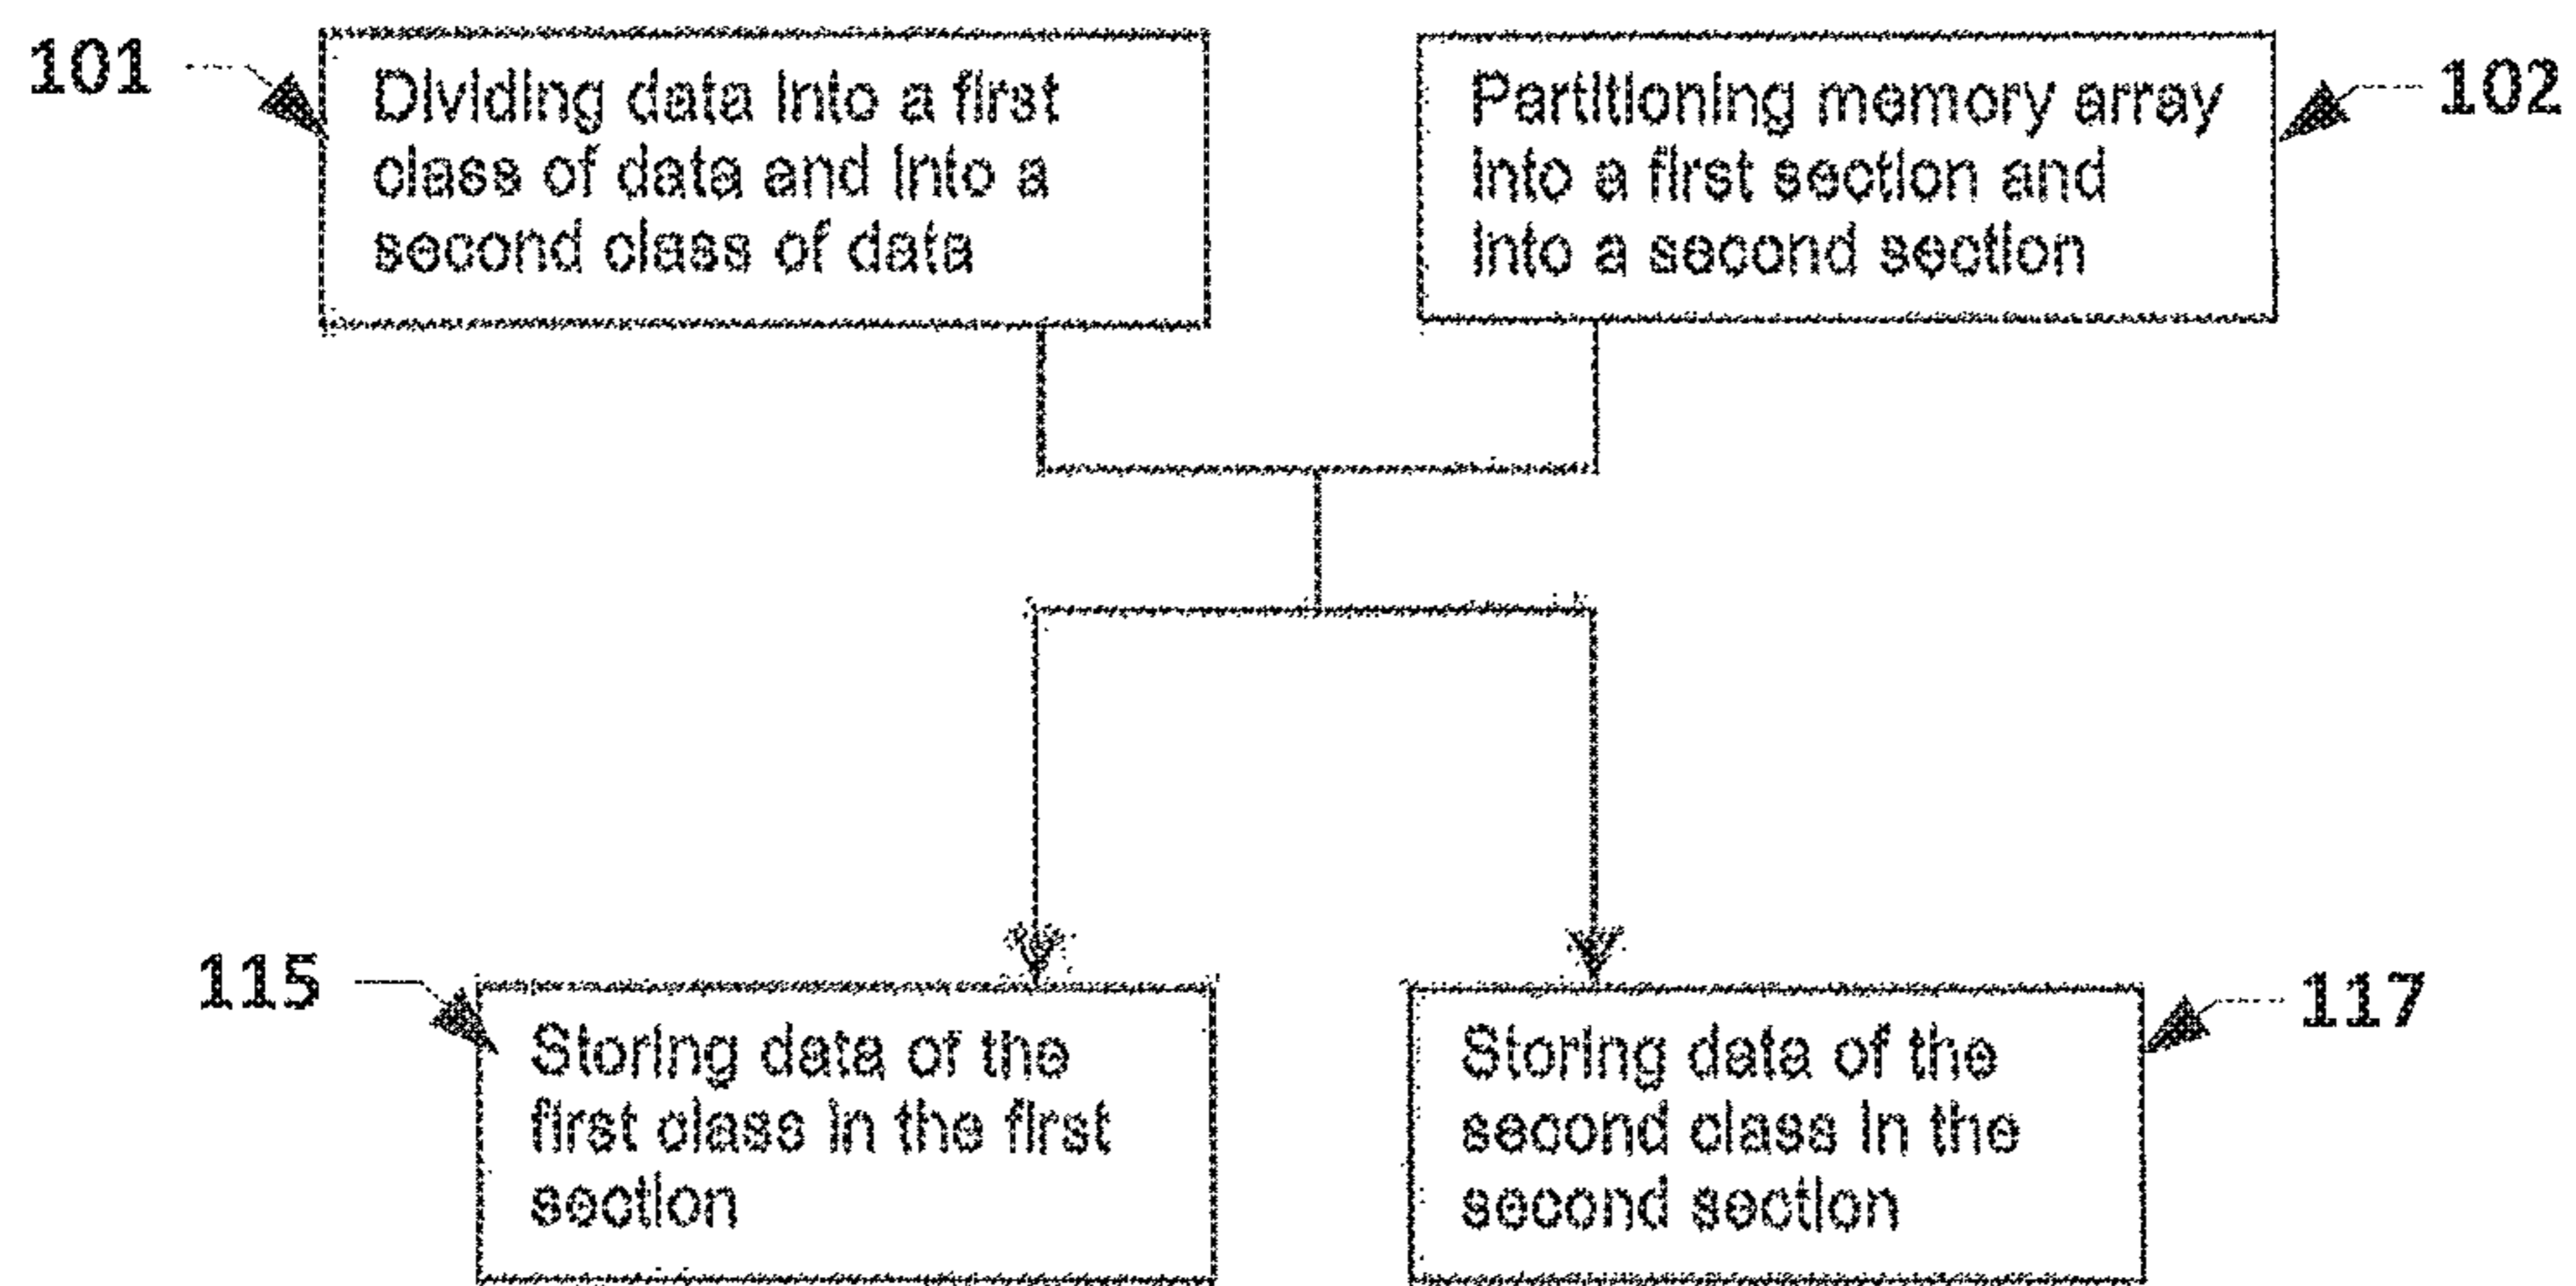 101
Dividing data into a first
class of data and into a
second class of data
Partitioning memory array
into a first section and
into a second section
102
115
Storing data of the
first class in the first
section
Storing data of the
second class in the
second section
117